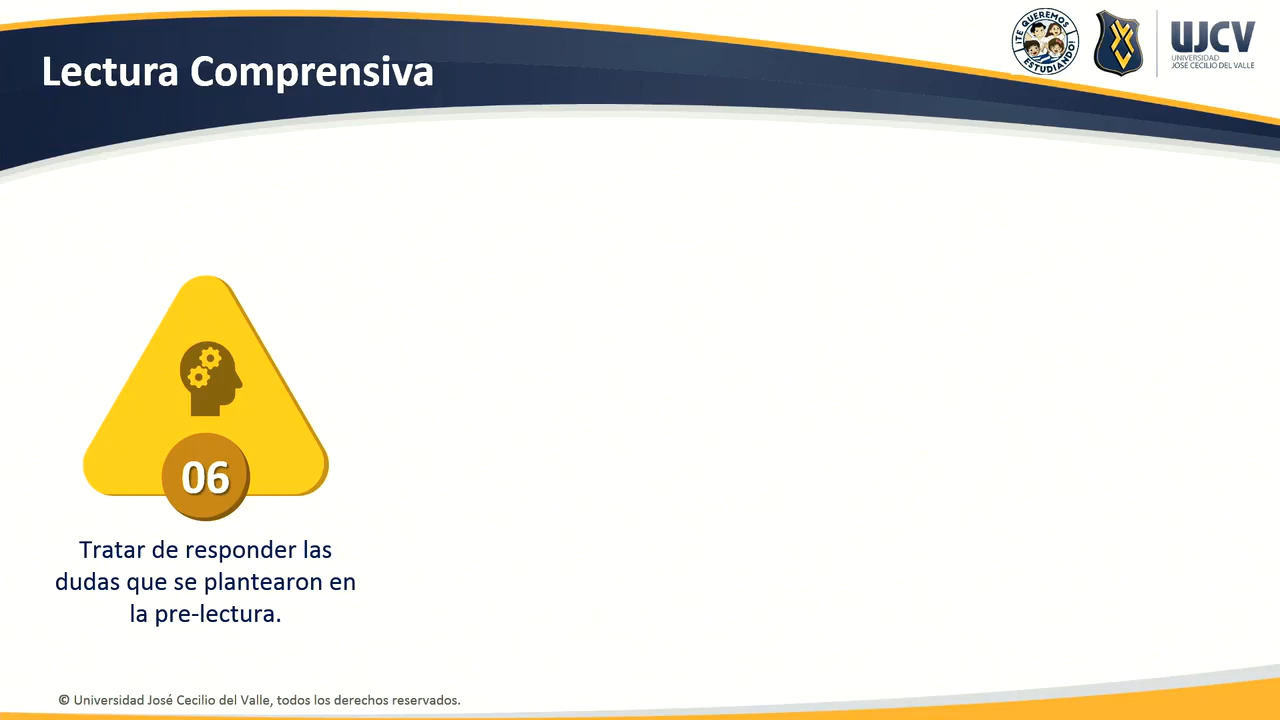 Lectura Comprensiva
¡TE QUEREMOS
ESTUDIANDO!
UJCV
UNIVERSIDAD
JOSÉ CECILIO DEL VALLE
06
Tratar de responder las
dudas que se plantearon en
la pre-lectura.
© Universidad José Cecilio del Valle, todos los derechos reservados.